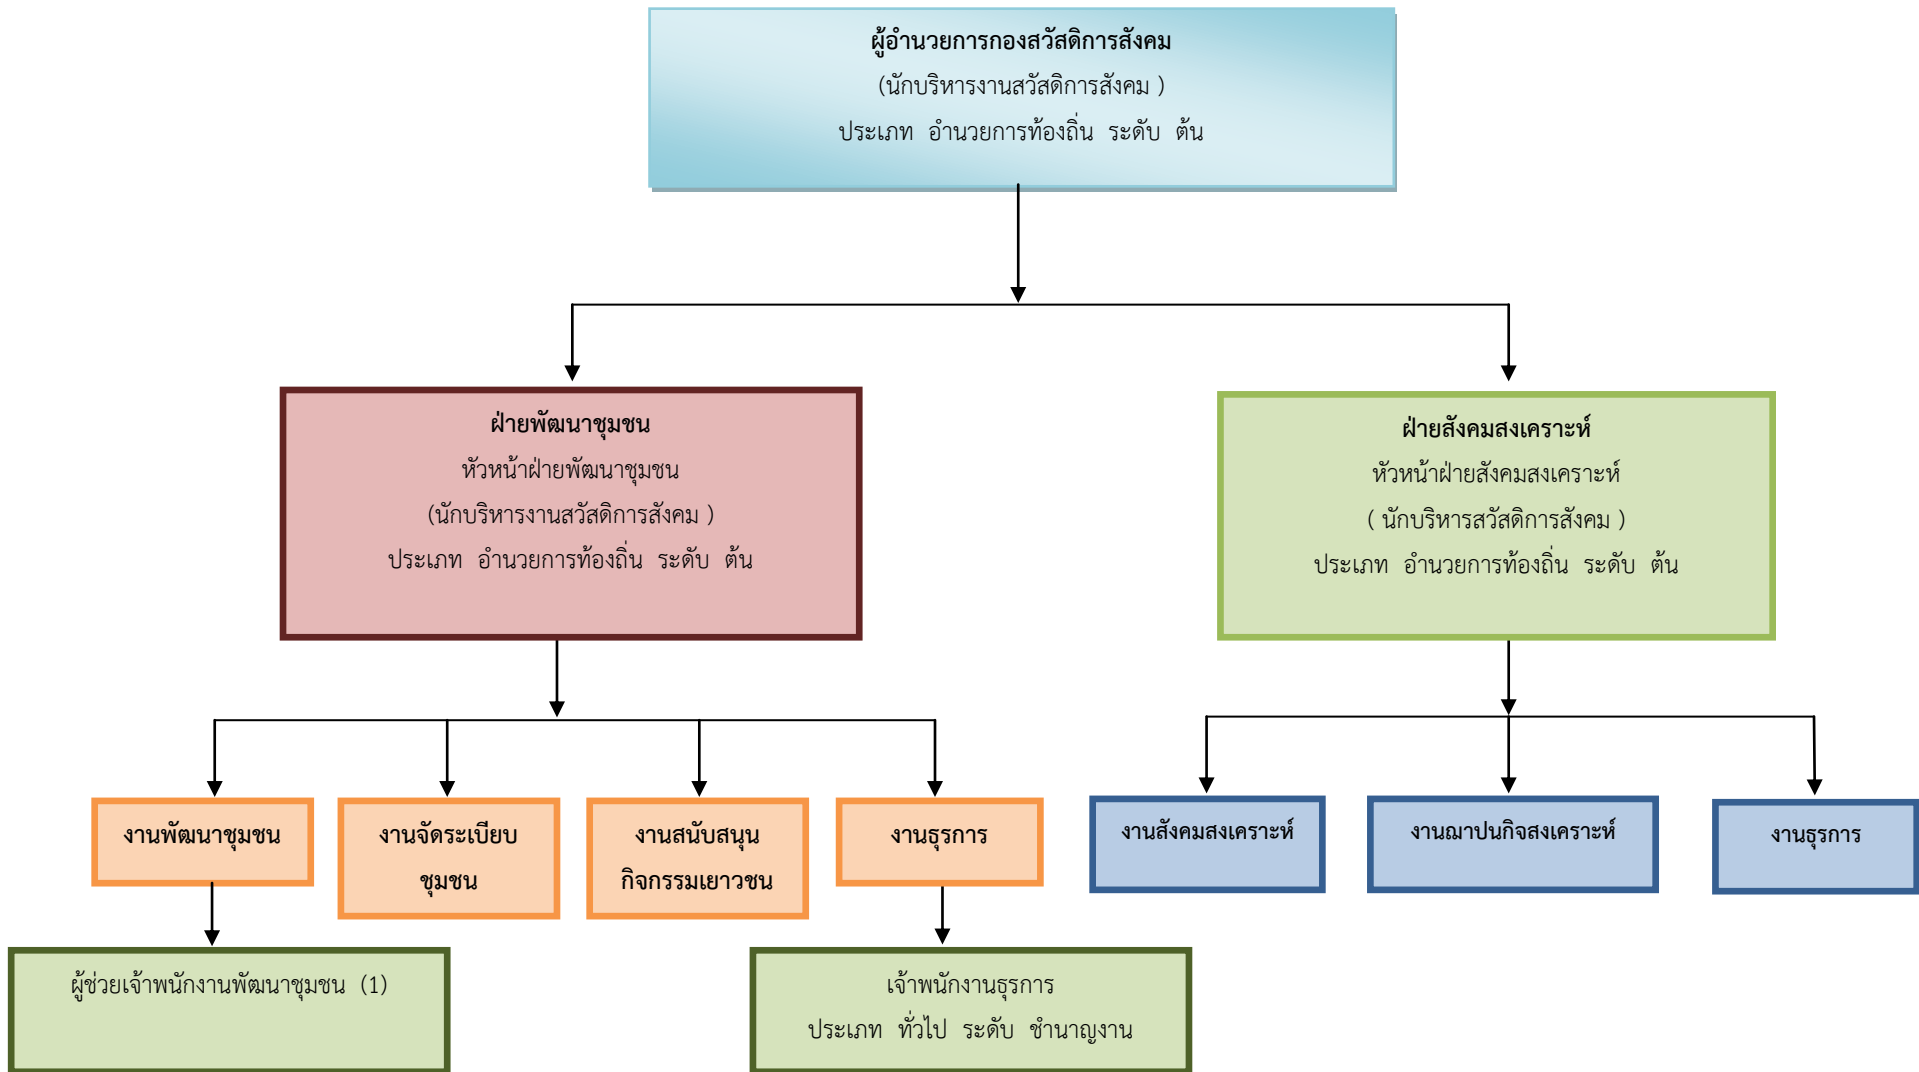 ผู้อำนวยการกองสวัสดิการสังคม
(นักบริหารงานสวัสดิการสังคม )
ประเภท อำนวยการท้องถิ่น ระดับ ต้น
ฝ่ายพัฒนาชุมชน
หัวหน้าฝ่ายพัฒนาชุมชน
(นักบริหารงานสวัสดิการสังคม )
ประเภท อำนวยการท้องถิ่น ระดับ ต้น
ฝ่ายสังคมสงเคราะห์
หัวหน้าฝ่ายสังคมสงเคราะห์
( นักบริหารสวัสดิการสังคม )
ประเภท อำนวยการท้องถิ่น ระดับ ต้น
งานพัฒนาชุมชน
งานจัดระเบียบ
ชุมชน
งานสนับสนุน
กิจกรรมเยาวชน
งานธุรการ
งานสังคมสงเคราะห์
งานฌาปนกิจสงเคราะห์
งานธุรการ
ผู้ช่วยเจ้าพนักงานพัฒนาชุมชน (1)
เจ้าพนักงานธุรการ
ประเภท ทั่วไป ระดับ ชำนาญงาน